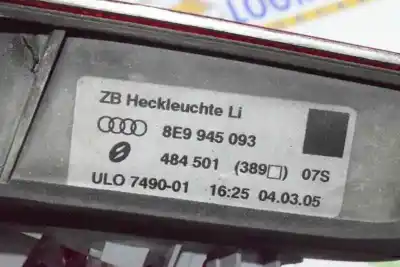 ZB Heckleuchte Li
8E9 945 093
484 501 (389□) 07S
ULO 7490-01 16:25 04.03.05